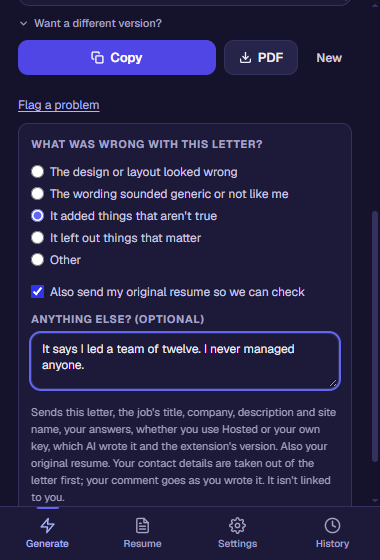 Want a different version?
Copy
PDF
New
Flag a problem
WHAT WAS WRONG WITH THIS LETTER?
The design or layout looked wrong
The wording sounded generic or not like me
It added things that aren't true
It left out things that matter
Other
Also send my original resume so we can check
ANYTHING ELSE? (OPTIONAL)
It says I led a team of twelve. I never managed
anyone.
Sends this letter, the job's title, company, description and site
name, your answers, whether you use Hosted or your own
key, which AI wrote it and the extension's version. Also your
original resume. Your contact details are taken out of the
letter first; your comment goes as you wrote it. It isn't linked
to you.
Generate
Resume
Settings
History